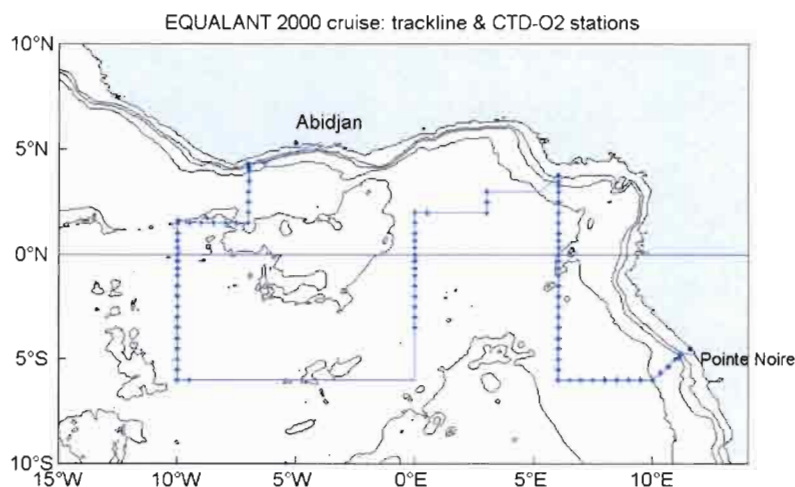 EQUALANT 2000 cruise: trackline & CTD-O2 stations
10°N
Abidjan
5°N
0°N
5°S
Pointe Noire
10°S
15°W
10°W
5°W
0°E
5°E
10°E